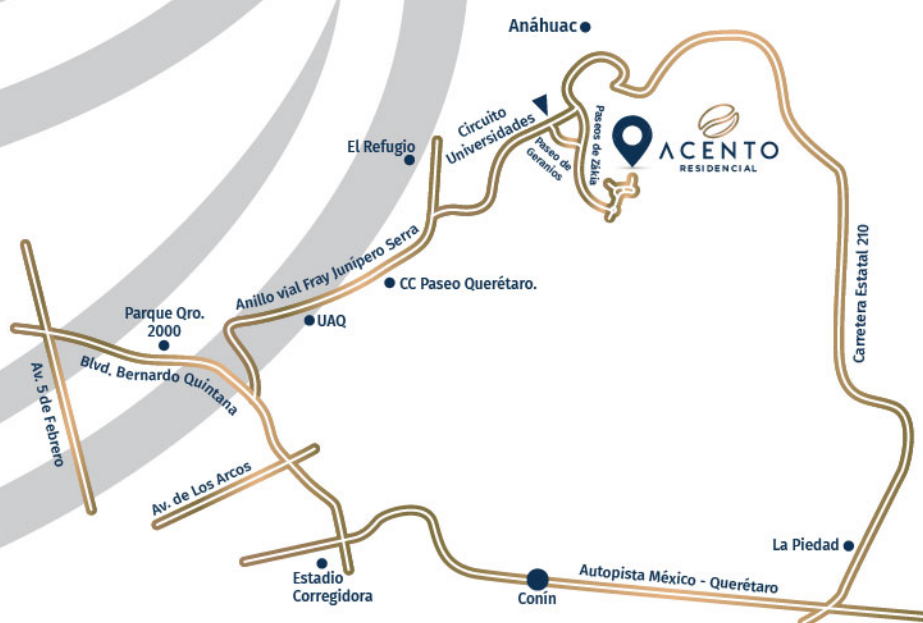 Anáhuac
Circuito
Universidades
El Refugio
Paseo de
Geranios
Paseos de Zákia
ACENTO
RESIDENCIAL
Anillo vial Fray Junípero Serra
CC Paseo Querétaro.
Carretera Estatal 210
Parque Qro.
2000
UAQ
Blvd. Bernardo Quintana
Av. 5 de Febrero
Av. de Los Arcos
La Piedad
Estadio
Corregidora
Conín
Autopista México - Querétaro